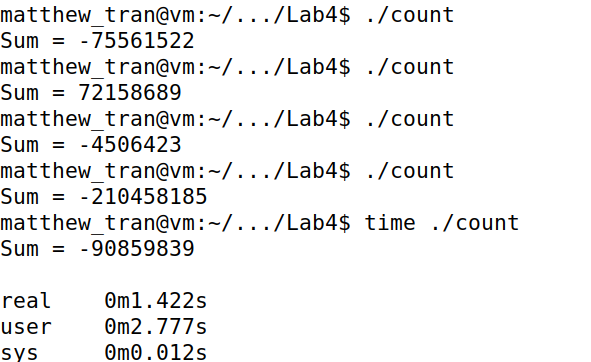 matthew_tran@vm:~/.../Lab4$ ./count
Sum = -75561522
matthew_tran@vm:~/.../Lab4$ ./count
Sum = 72158689
matthew_tran@vm:~/.../Lab4$ ./count
Sum = -4506423
matthew_tran@vm:~/.../Lab4$ ./count
Sum = -210458185
matthew_tran@vm:~/.../Lab4$ time ./count
Sum = -90859839
real    0m1.422s
user    0m2.777s
sys     0m0.012s